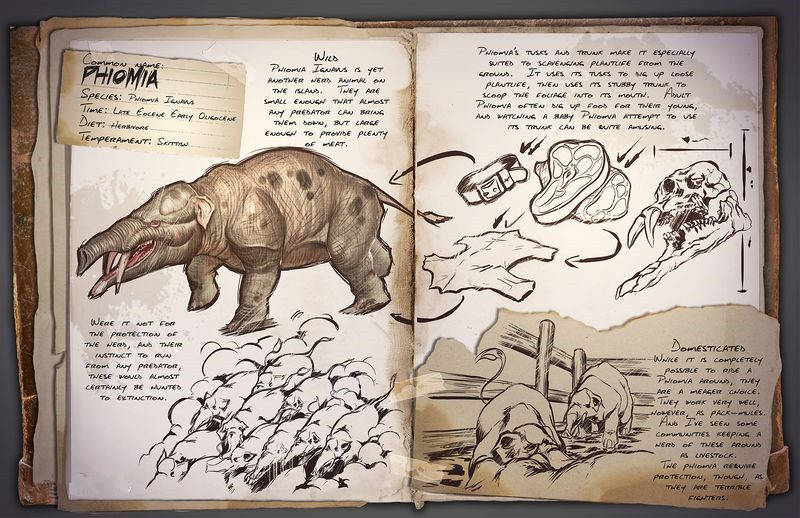 Common name:
PHIOMIA
Species: Phiomia Ignavus
Time: Late Eocene Early Oligocene
Diet: Herbivore
Temperament: Skittish
Wild
Phiomia Ignavus is yet
another herd animal on
the island. They are
small enough that almost
any predator can bring
them down, but large
enough to provide plenty
of meat.
Were it not for
the protection of
the herd, and their
instinct to run
from any predator,
these would almost
certainly be hunted
to extinction.
Phiomia's tusks and trunk make it especially
suited to scavenging plantlife from the
ground. It uses its tusks to dig up loose
plantlife, then uses its stubby trunk to
scoop the foliage into its mouth. Adult
Phiomia often dig up food for their young,
and watching a baby Phiomia attempt to use
its trunk can be quite amusing.
Domesticated
While it is completely
possible to ride a
Phiomia around, they
are a meager choice.
They work very well,
however, as pack-mules.
And I've seen some
communities keeping a
herd of these around
as livestock.
The phiomia require
protection, though, as
they are terrible
fighters.